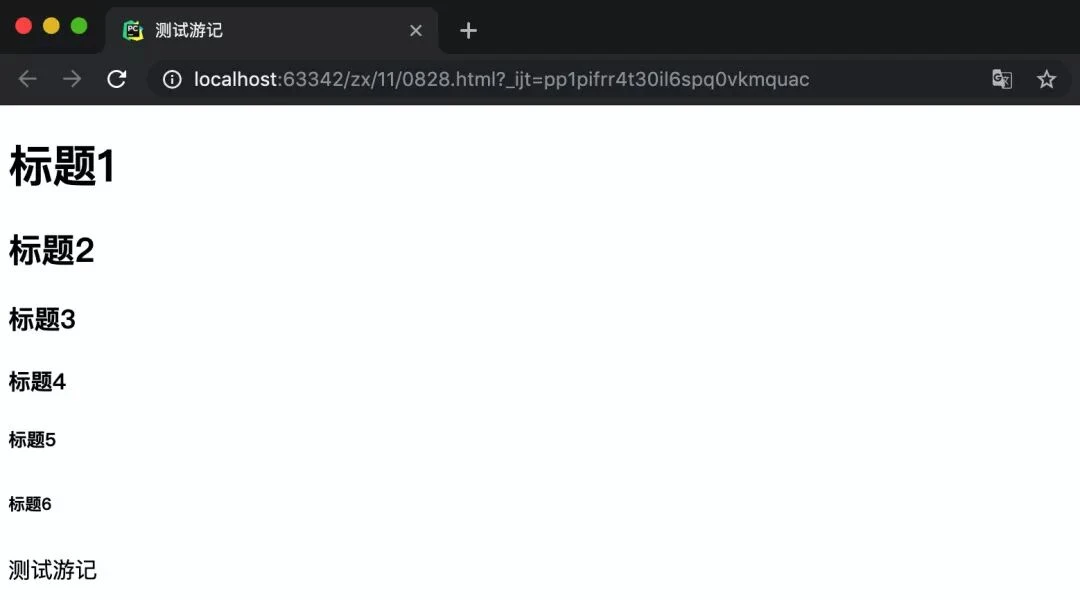 测试游记
localhost:63342/zx/11/0828.html?_ijt=pp1pifrr4t30il6spq0vkmquac
标题1
标题2
标题3
标题4
标题5
标题6
测试游记